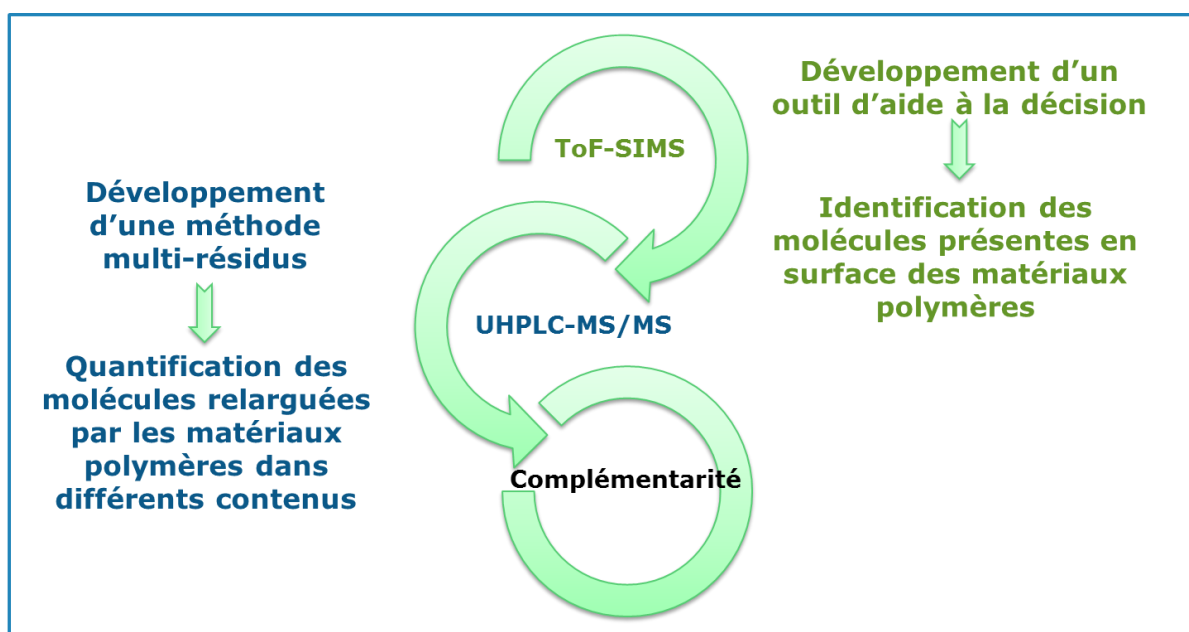 Développement
d’une méthode
multi-résidus
Quantification des
molécules relarguées
par les matériaux
polymères dans
différents contenus
ToF-SIMS
UHPLC-MS/MS
Complémentarité
Développement d’un
outil d’aide à la décision
Identification des
molécules présentes en
surface des matériaux
polymères